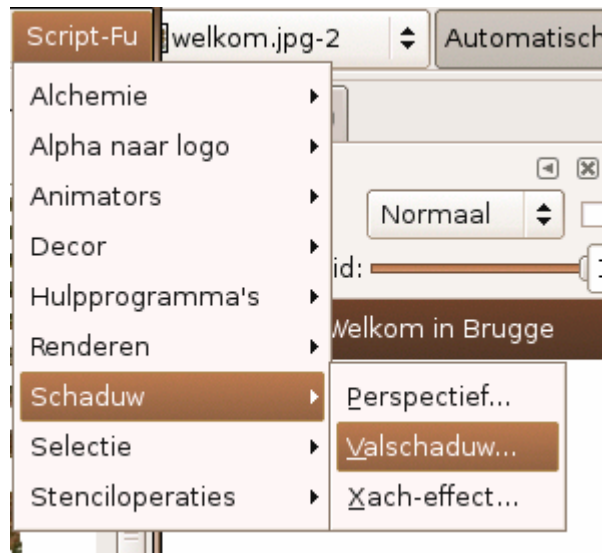 Script-Fu welkom.jpg-2 Automatisch
Alchemie
Alpha naar logo
Animators
Normaal
Decor
id:
Hulpprogramma's
Welkom in Brugge
Renderen
Schaduw
Perspectief...
Selectie
Valschaduw...
Stenciloperaties
Xach-effect...